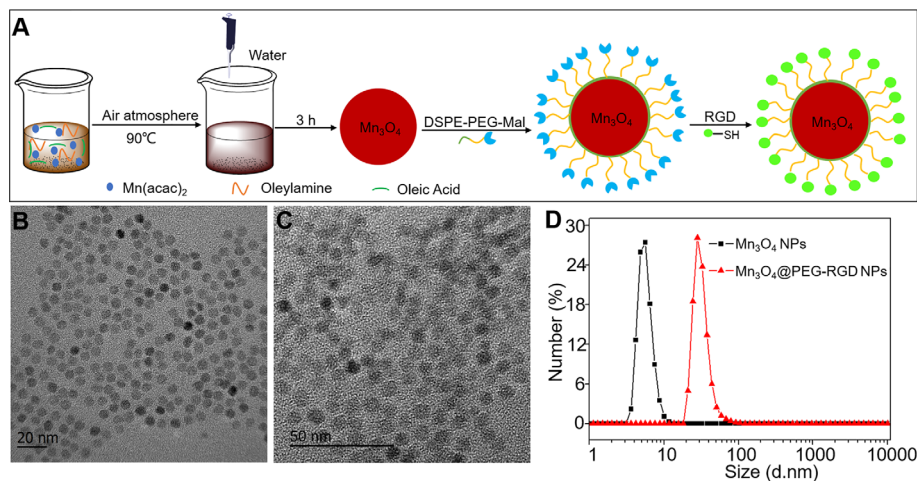 A
Water
Air atmosphere
90℃
3 h
Mn₃O₄
DSPE-PEG-Mal
Mn₃O₄
RGD
SH
Mn₃O₄
Mn(acac)₂
Oleylamine
Oleic Acid
B
20 nm
C
50 nm
D
Number (%)
30
24
18
12
6
0
Mn₃O₄ NPs
Mn₃O₄@PEG-RGD NPs
1
10
100
1000
10000
Size (d.nm)